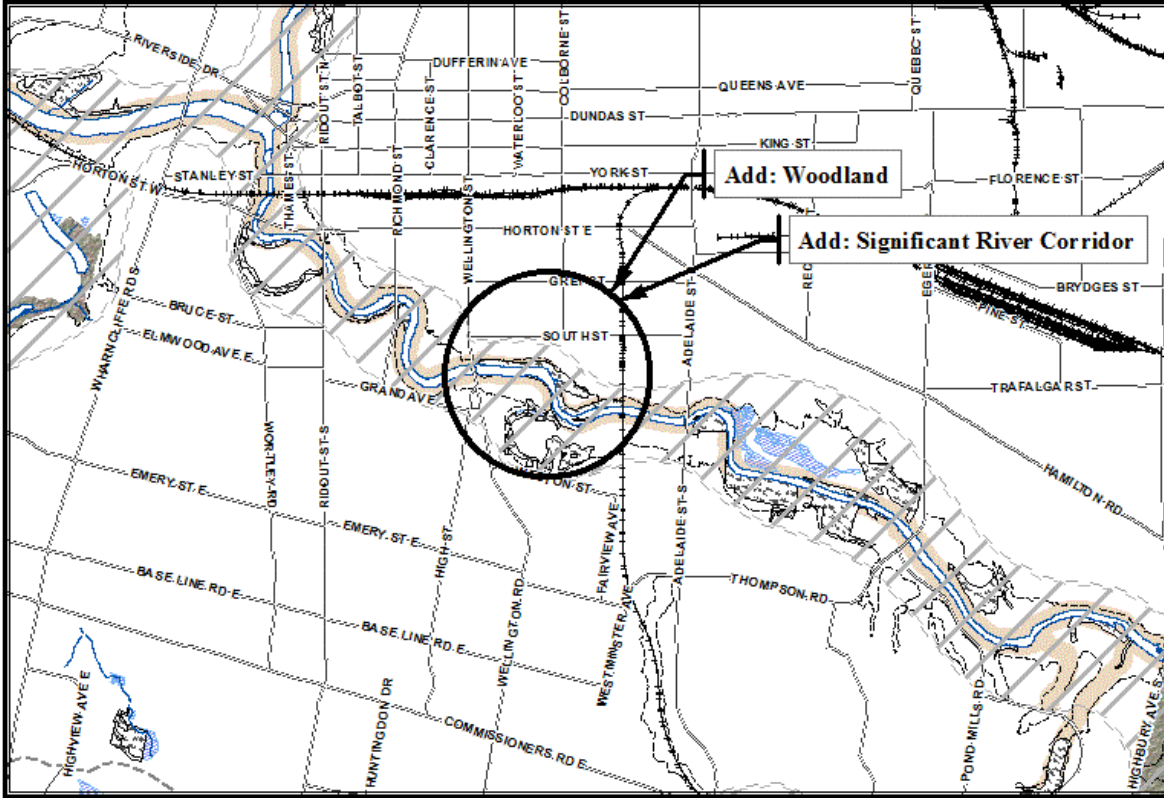 RIVERSIDE DR
RIDOUT ST N
TALBOT ST
DUFFERIN AVE
CLARENCE ST
WATERLOO ST
COLBORNE ST
QUEENS AVE
QUEBEC ST
DUNDAS ST
KING ST
HORTON ST W
STANLEY ST
THAMES ST
RICHMOND ST
WELLINGTON ST
YORK ST
Add: Woodland
FLORENCE ST
HORTON ST E
Add: Significant River Corridor
WHARNCLIFFE RD S
BRUCE ST
ELMWOOD AVE E
GRAND AVE
SOUTH ST
ADELAIDE ST
BRYDGES ST
PINE ST
TRAFALGAR ST
WORTLEY RD
RIDOUT ST S
EMERY ST E
EMERY ST E
HIGH ST
FAIRVIEW AVE
ADELAIDE ST S
HAMILTON RD
BASE LINE RD E
BASE LINE RD E
WELLINGTON RD
WESTMINSTER AVE
THOMPSON RD
HIGHVIEW AVE E
HUNTINGDON DR
COMMISSIONERS RD E
POND MILLS RD
HIGHBURY AVE S